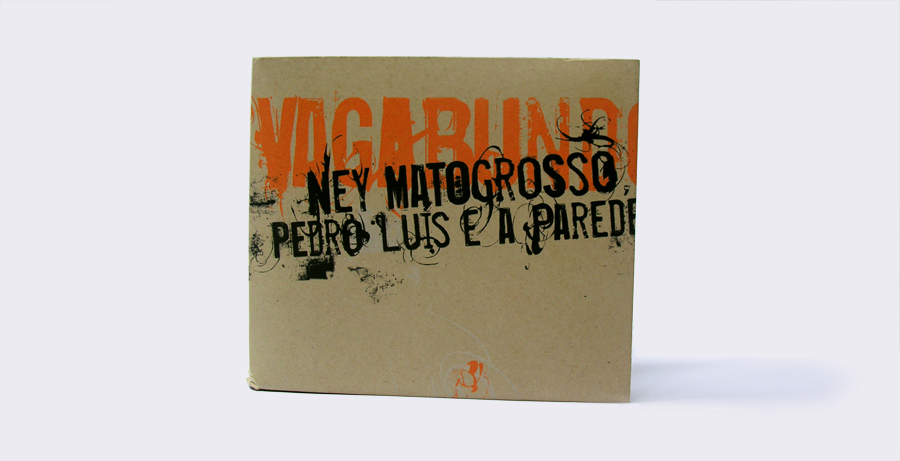 VAGABUNDO
NEY MATOGROSSO,
PEDRO LUÍS E A PAREDE